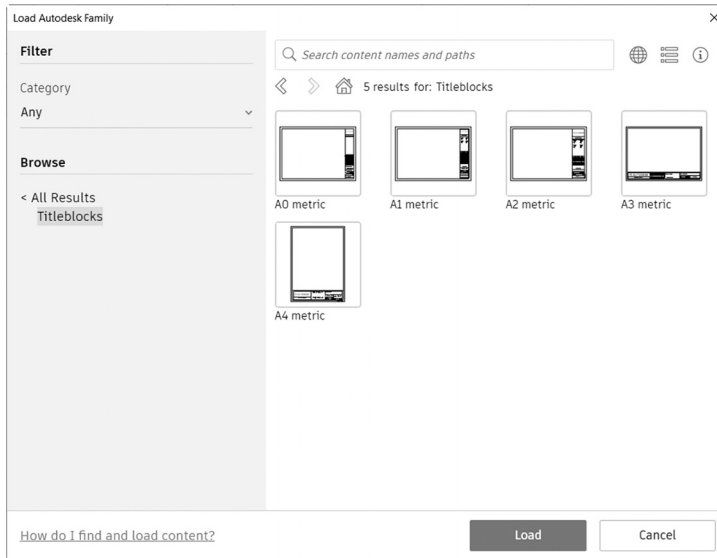 Load Autodesk Family
Filter
Category
Any
Browse
< All Results
Titleblocks
Search content names and paths
5 results for: Titleblocks
A0 metric
A1 metric
A2 metric
A3 metric
A4 metric
How do I find and load content?
Load
Cancel